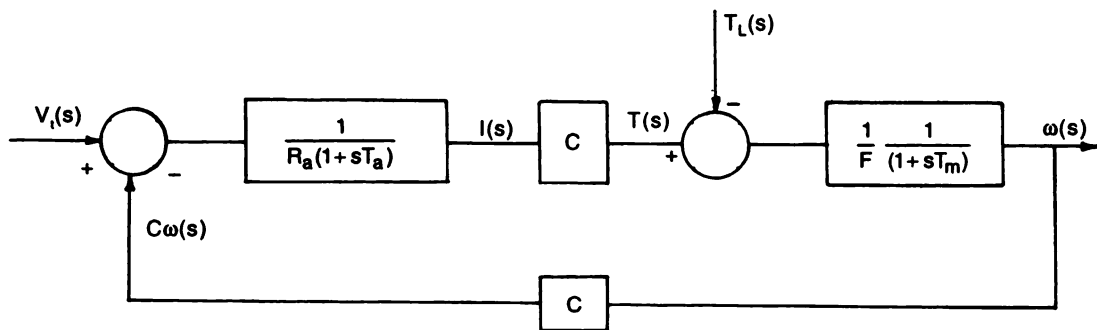 T_L(s)
−
V_t(s)
+
−
1
R_a(1+sT_a)
I(s)
C
T(s)
+
1 1
F (1+sT_m)
ω(s)
Cω(s)
C